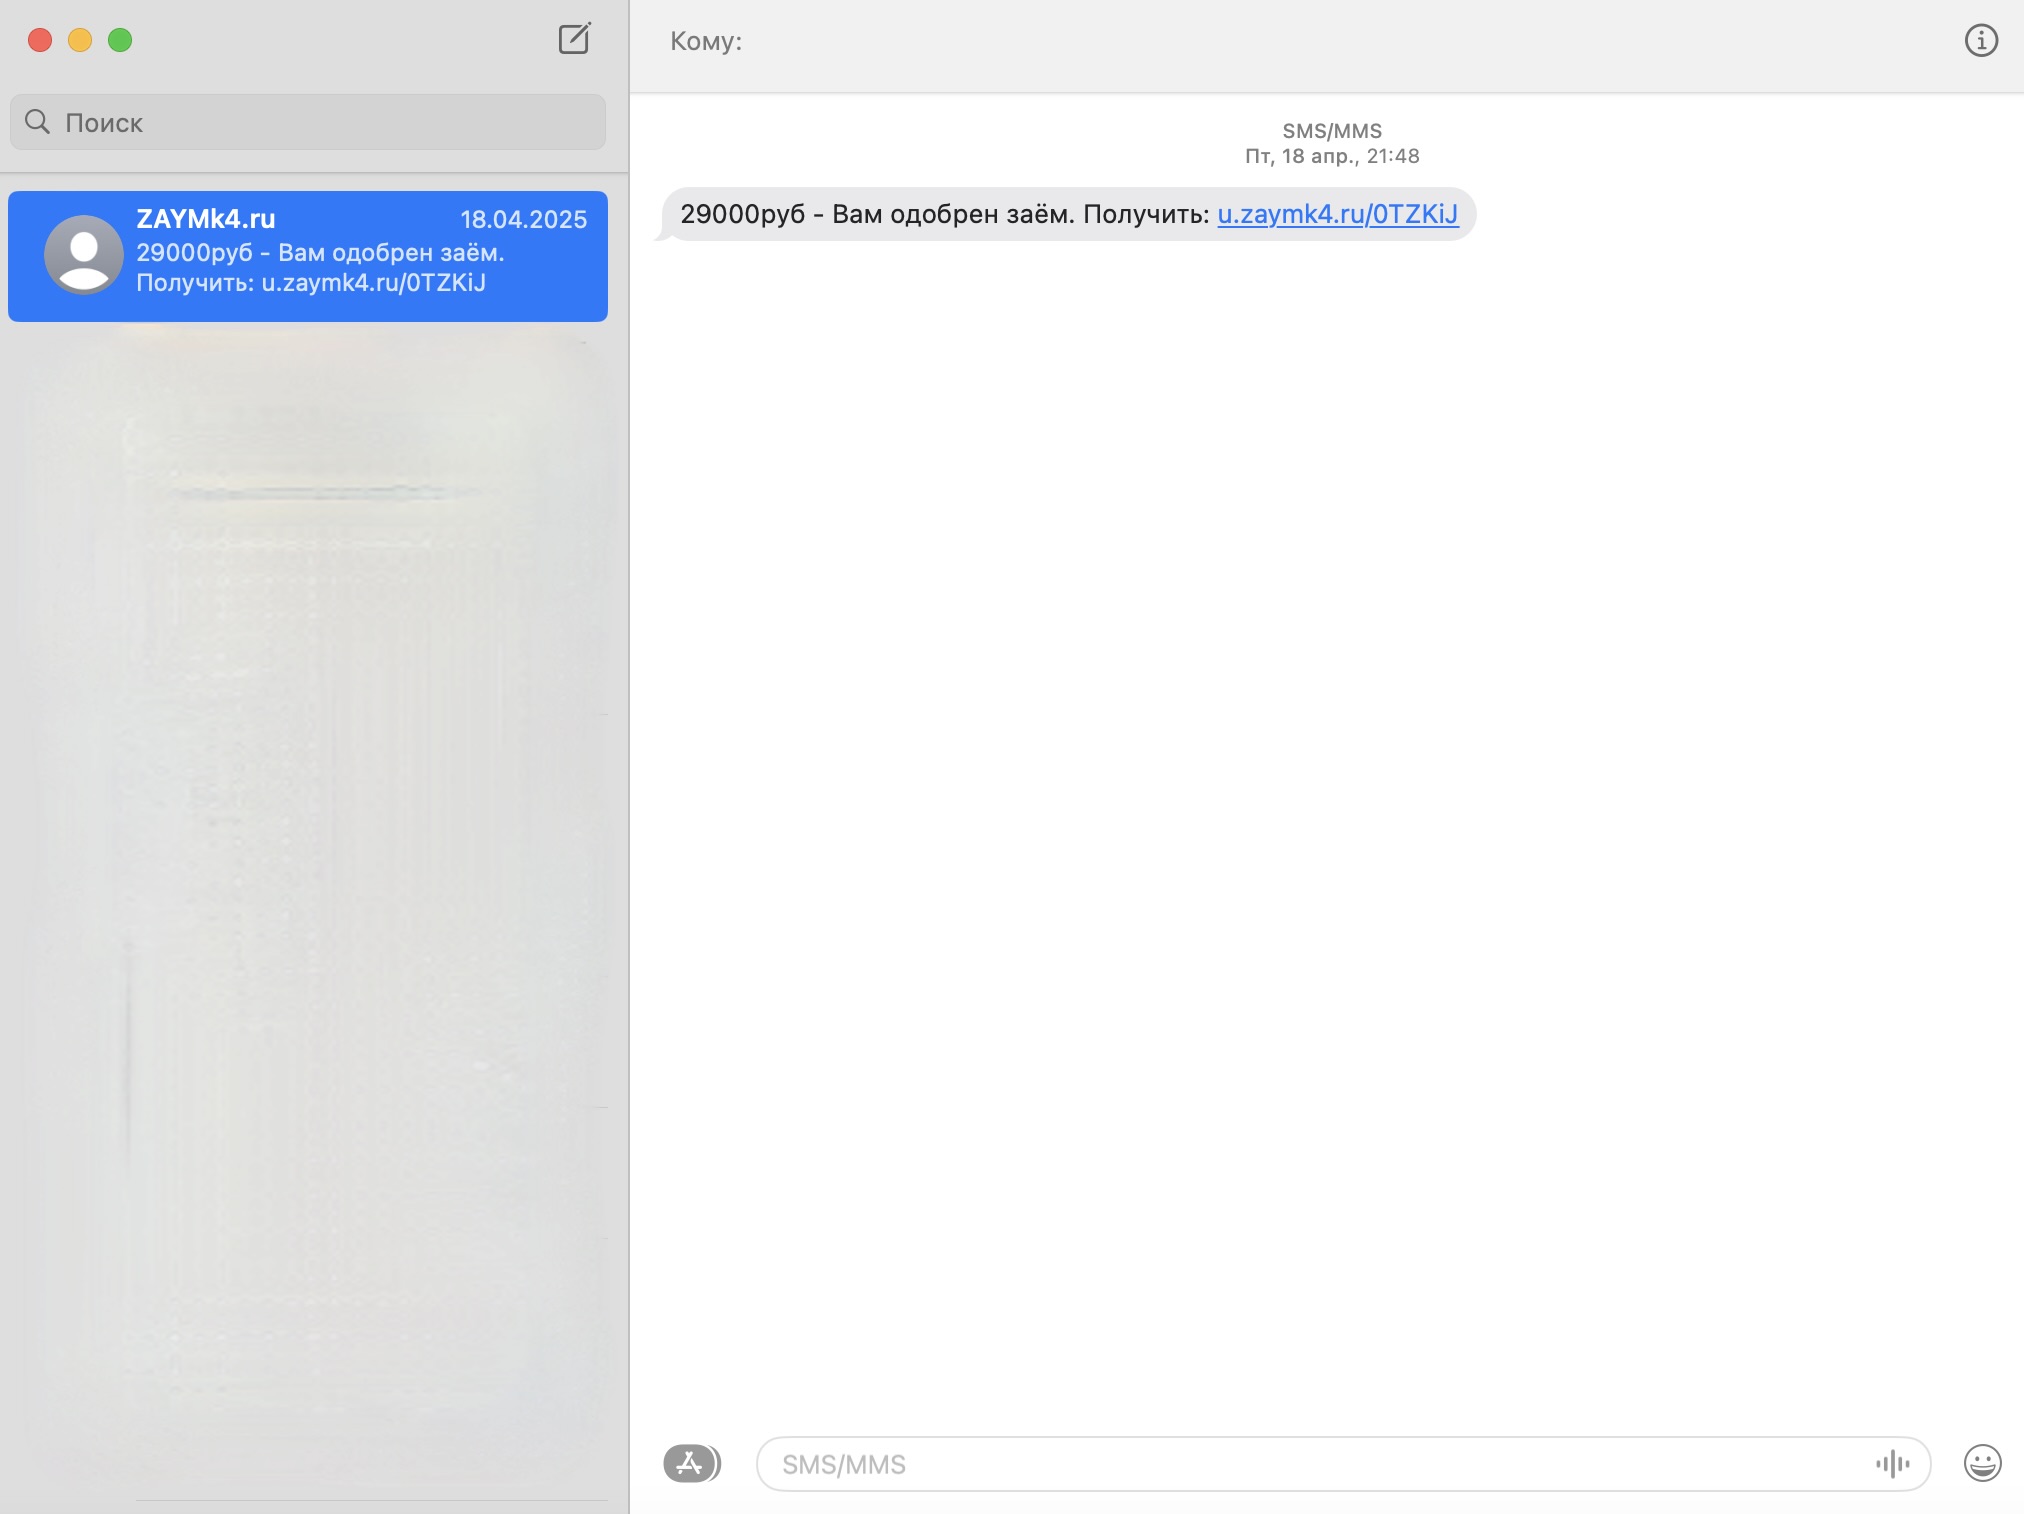 Поиск
ZAYMk4.ru 18.04.2025
29000руб - Вам одобрен заём.
Получить: u.zaymk4.ru/0TZKiJ
Кому:
SMS/MMS
Пт, 18 апр., 21:48
29000руб - Вам одобрен заём. Получить: u.zaymk4.ru/0TZKiJ
SMS/MMS